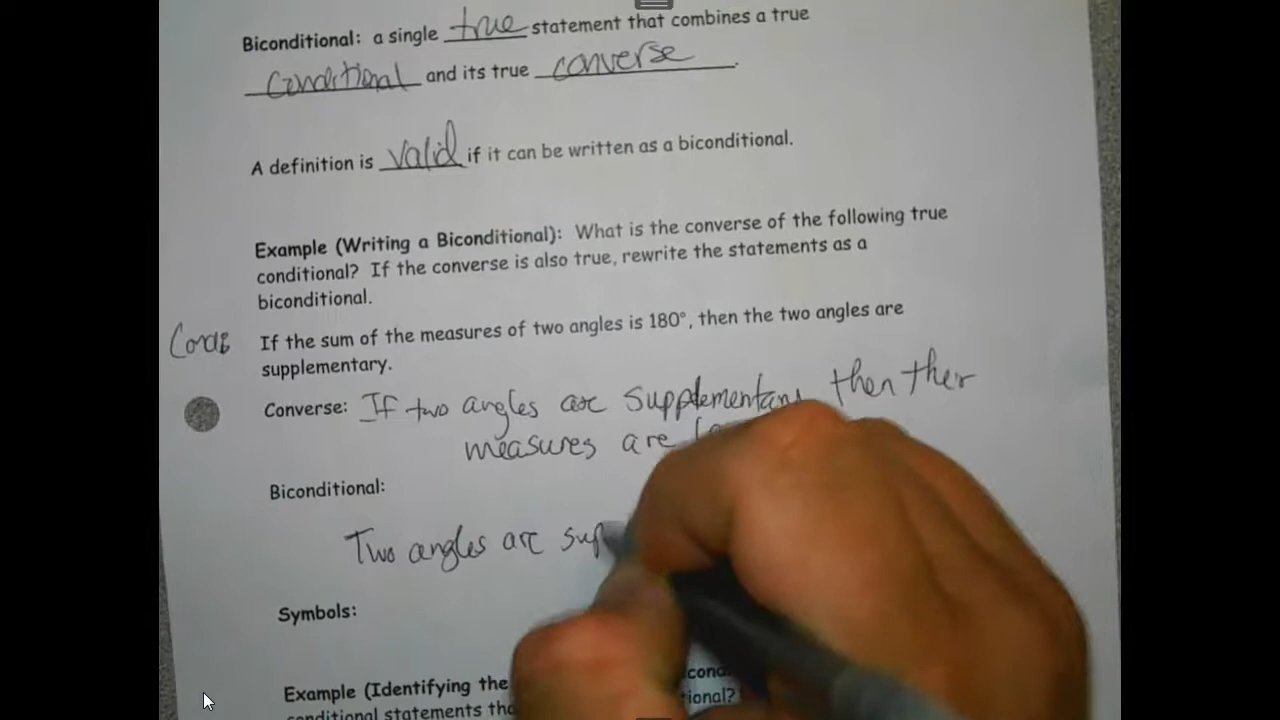 Biconditional: a single true statement that combines a true
conditional and its true converse.
A definition is valid if it can be written as a biconditional.
Example (Writing a Biconditional): What is the converse of the following true
conditional? If the converse is also true, rewrite the statements as a
biconditional.
If the sum of the measures of two angles is 180°, then the two angles are
supplementary.
Converse: If two angles are supplementary then
measures are
Biconditional:
Two angles are sup
Symbols:
Example (Identifying the
conditional statements